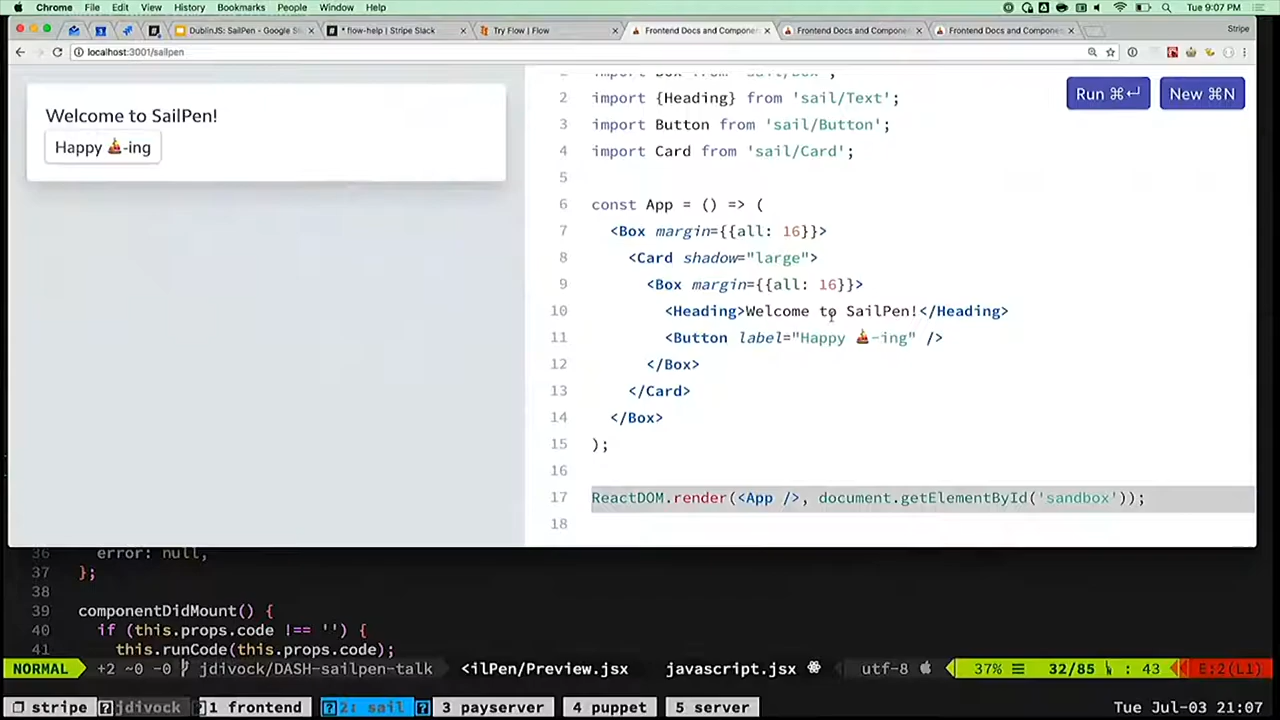 Chrome File Edit View History Bookmarks People Window Help Tue 9:07 PM
DublinJS: SailPen - Google S * flow-help | Stripe Slack Try Flow | Flow Frontend Docs and Compone Frontend Docs and Compone Frontend Docs and Compone Stripe
localhost:3001/sailpen
Welcome to SailPen!
Happy ⛵-ing
Run ⌘↵ New ⌘N
2 import {Heading} from 'sail/Text';
3 import Button from 'sail/Button';
4 import Card from 'sail/Card';
5
6 const App = () => (
7 <Box margin={{all: 16}}>
8 <Card shadow="large">
9 <Box margin={{all: 16}}>
10 <Heading>Welcome to SailPen!</Heading>
11 <Button label="Happy ⛵-ing" />
12 </Box>
13 </Card>
14 </Box>
15 );
16
17 ReactDOM.render(<App />, document.getElementById('sandbox'));
18
36 error: null,
37 };
38
39 componentDidMount() {
40 if (this.props.code !== '') {
41 this.runCode(this.props.code);
NORMAL +2 ~0 -0 jdivock/DASH-sailpen-talk <ilPen/Preview.jsx javascript.jsx utf-8 37% ☰ 32/85 : 43 E:2(L1)
stripe jdivock 1 frontend 2: sail 3 payserver 4 puppet 5 server Tue Jul-03 21:07